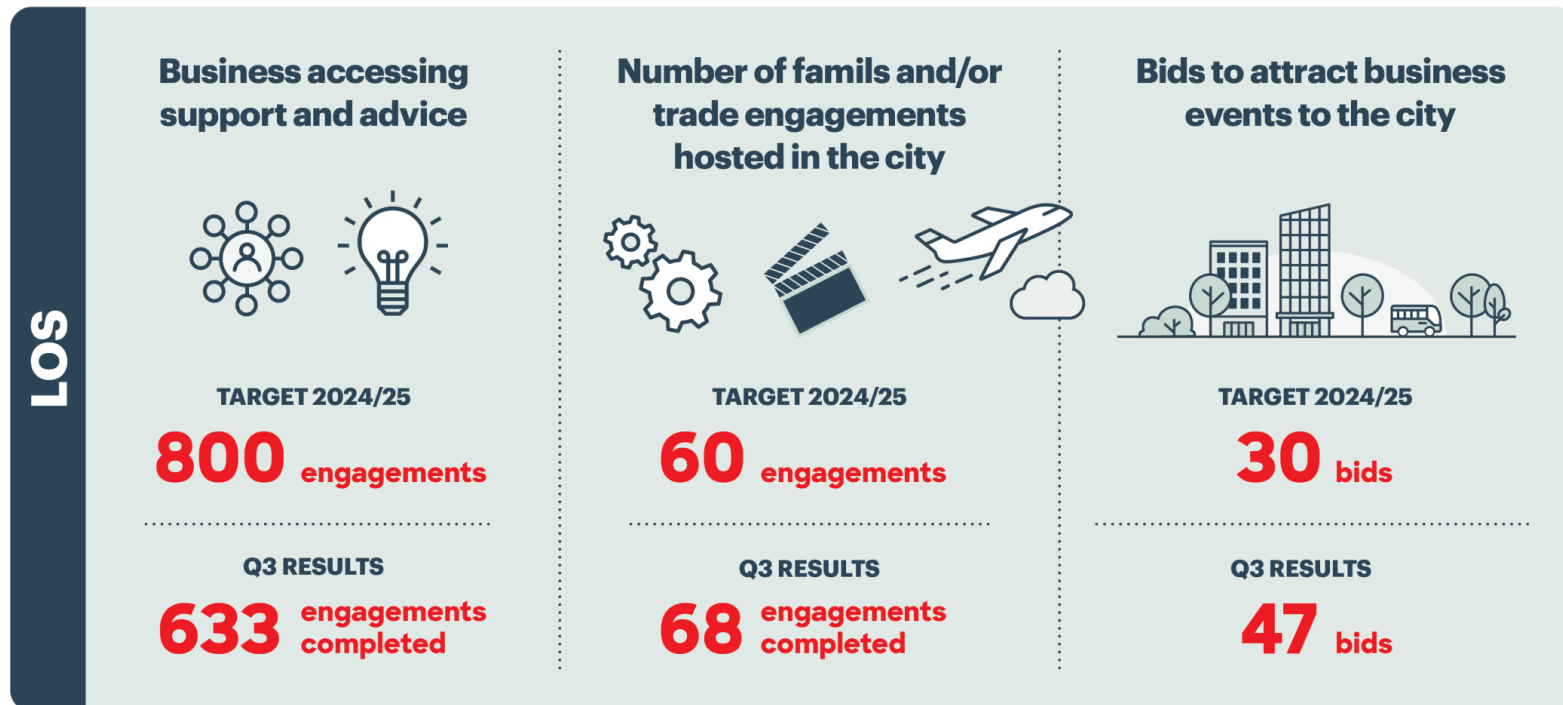 LOS
Business accessing
support and advice
TARGET 2024/25
800 engagements
Q3 RESULTS
633 engagements
completed
Number of famils and/or
trade engagements
hosted in the city
TARGET 2024/25
60 engagements
Q3 RESULTS
68 engagements
completed
Bids to attract business
events to the city
TARGET 2024/25
30 bids
Q3 RESULTS
47 bids